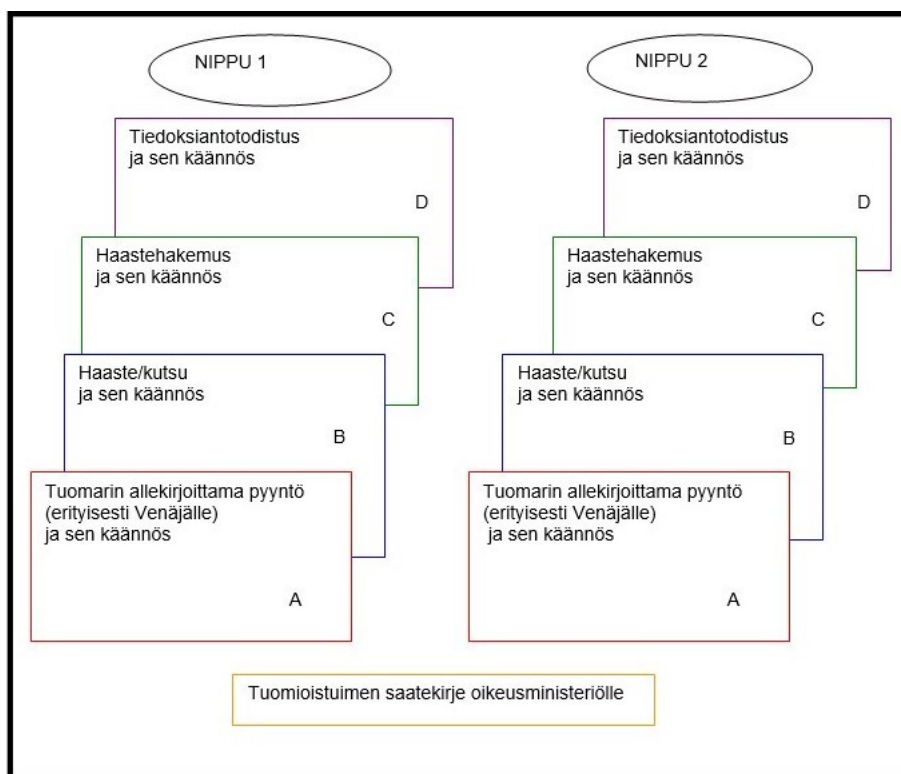 NIPPU 1
Tiedoksiantotodistus
ja sen käännös
D
Haastehakemus
ja sen käännös
C
Haaste/kutsu
ja sen käännös
B
Tuomarin allekirjoittama pyyntö
(erityisesti Venäjälle)
ja sen käännös
A
NIPPU 2
Tiedoksiantotodistus
ja sen käännös
D
Haastehakemus
ja sen käännös
C
Haaste/kutsu
ja sen käännös
B
Tuomarin allekirjoittama pyyntö
(erityisesti Venäjälle)
ja sen käännös
A
Tuomioistuimen saatekirje oikeusministeriölle